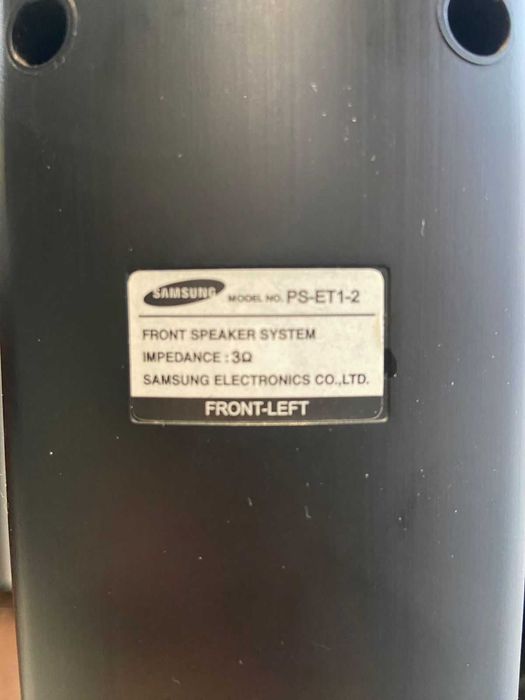 SAMSUNG MODEL NO. PS-ET1-2
FRONT SPEAKER SYSTEM
IMPEDANCE : 3Ω
SAMSUNG ELECTRONICS CO.,LTD.
FRONT-LEFT